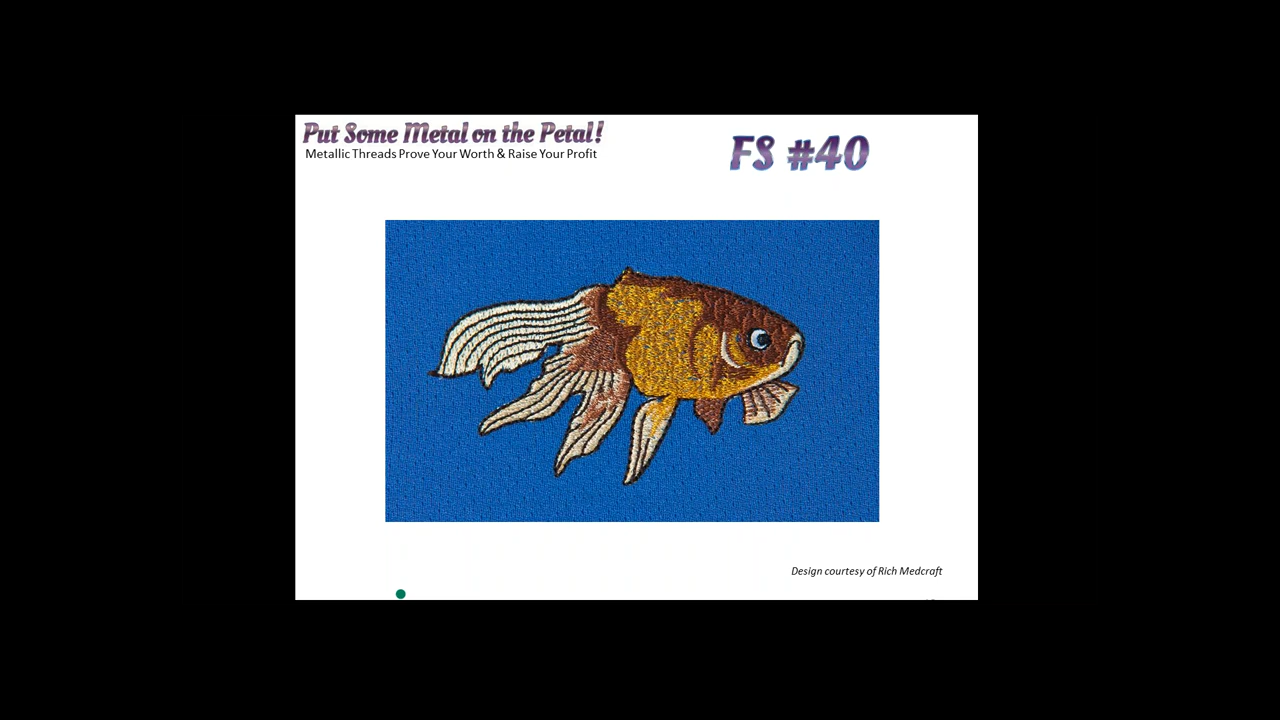 Put Some Metal on the Petal!
Metallic Threads Prove Your Worth & Raise Your Profit
FS #40
Design courtesy of Rich Medcraft